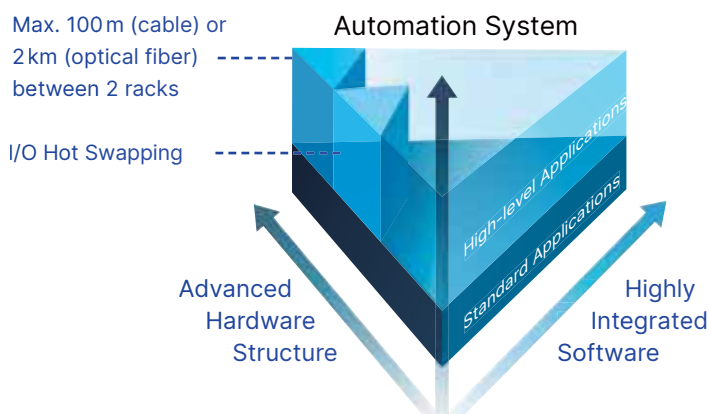 Automation System
Max. 100 m (cable) or
2 km (optical fiber)
between 2 racks
I/O Hot Swapping
High-level Applications
Standard Applications
Advanced
Hardware
Structure
Highly
Integrated
Software